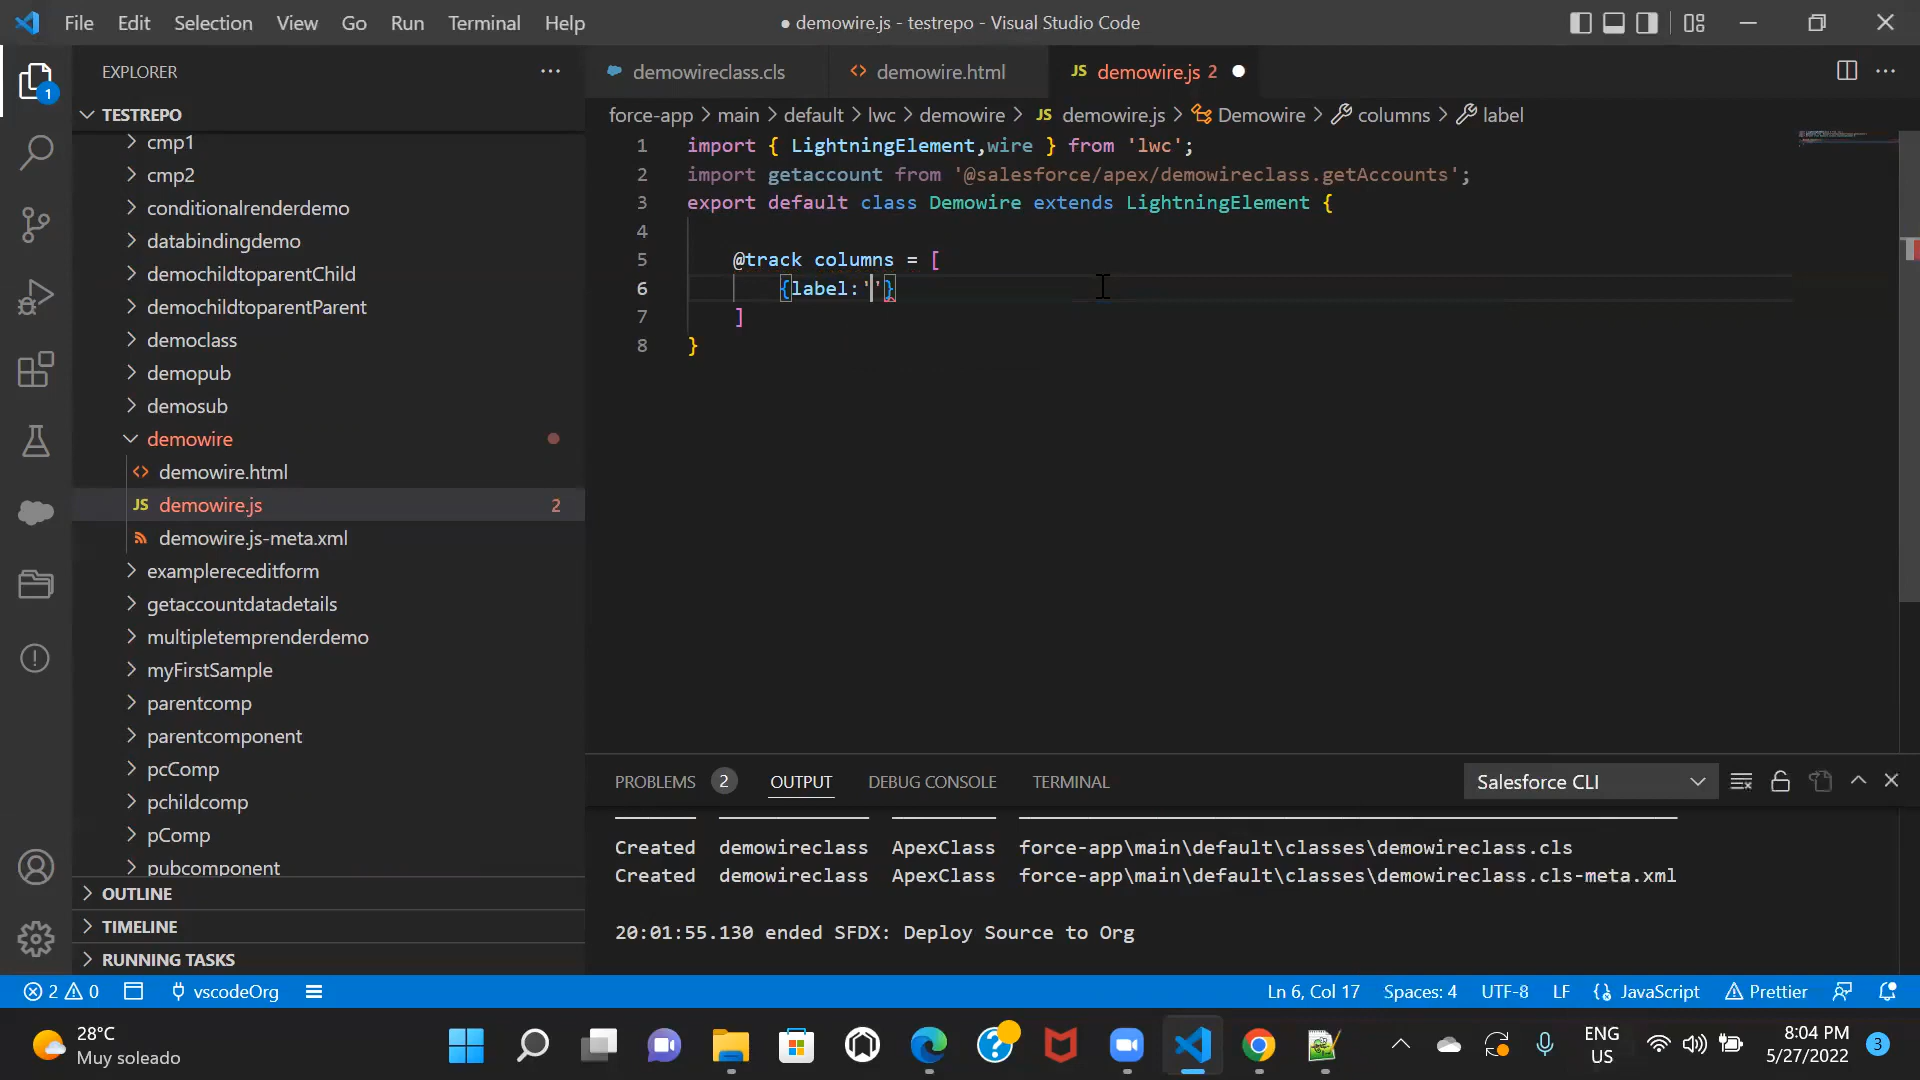 File Edit Selection View Go Run Terminal Help
● demowire.js - testrepo - Visual Studio Code
1
EXPLORER
TESTREPO
cmp1
cmp2
conditionalrenderdemo
databindingdemo
demochildtoparentChild
demochildtoparentParent
democlass
demopub
demosub
demowire
demowire.html
demowire.js 2
demowire.js-meta.xml
examplereceditform
getaccountdatadetails
multipletemprenderdemo
myFirstSample
parentcomp
parentcomponent
pcComp
pchildcomp
pComp
pubcomponent
OUTLINE
TIMELINE
RUNNING TASKS
demowireclass.cls demowire.html JS demowire.js 2
force-app > main > default > lwc > demowire > JS demowire.js > Demowire > columns > label
1 import { LightningElement,wire } from 'lwc';
2 import getaccount from '@salesforce/apex/demowireclass.getAccounts';
3 export default class Demowire extends LightningElement {
4
5 @track columns = [
6 {label:''}
7 ]
8 }
PROBLEMS 2 OUTPUT DEBUG CONSOLE TERMINAL
Salesforce CLI
Created demowireclass ApexClass force-app\main\default\classes\demowireclass.cls
Created demowireclass ApexClass force-app\main\default\classes\demowireclass.cls-meta.xml
20:01:55.130 ended SFDX: Deploy Source to Org
2 0 vscodeOrg
Ln 6, Col 17 Spaces: 4 UTF-8 LF JavaScript Prettier
28°C
Muy soleado
ENG
US
8:04 PM
5/27/2022
3